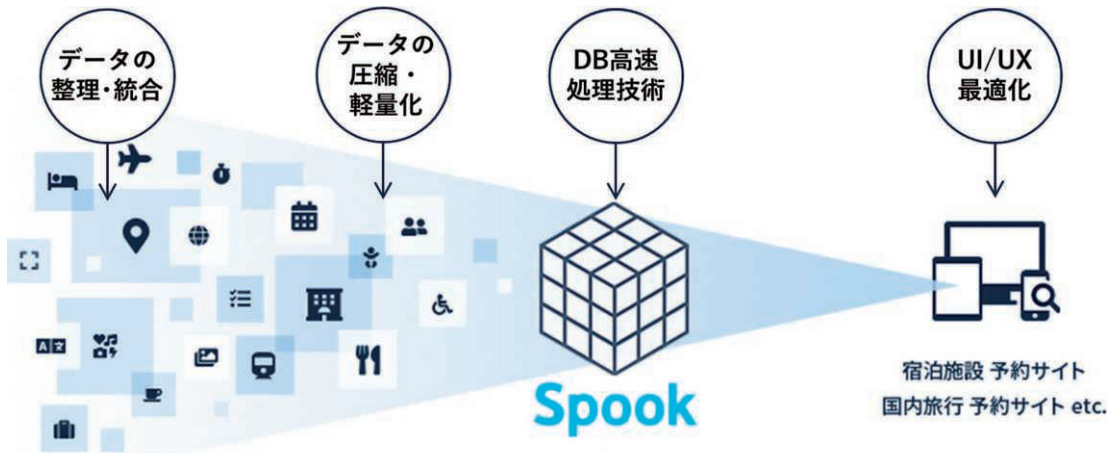 データの
整理・統合
データの
圧縮・
軽量化
DB高速
処理技術
UI/UX
最適化
A文
Spook
宿泊施設 予約サイト
国内旅行 予約サイト etc.